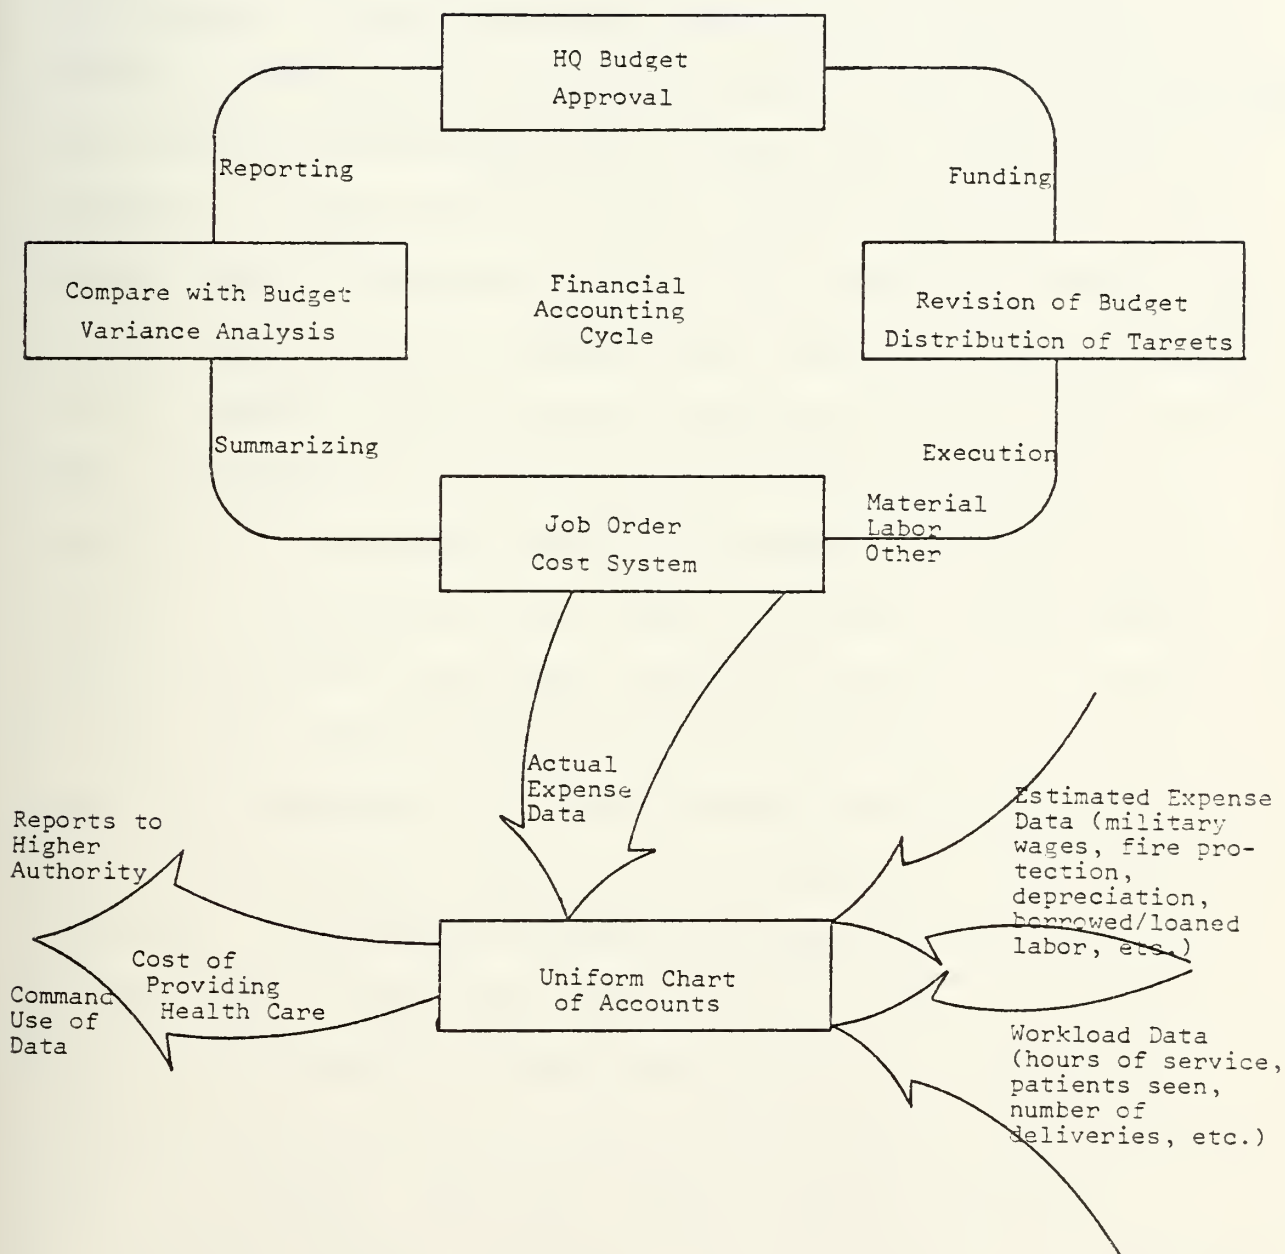 HQ Budget
Approval
Reporting
Funding
Compare with Budget
Variance Analysis
Financial
Accounting
Cycle
Revision of Budget
Distribution of Targets
Summarizing
Execution
Material
Labor
Other
Job Order
Cost System
Actual
Expense
Data
Estimated Expense
Data (military
wages, fire pro-
tection,
depreciation,
borrowed/loaned
labor, ets.)
Reports to
Higher
Authority
Cost of
Providing
Health Care
Command
Use of
Data
Uniform Chart
of Accounts
Workload Data
(hours of service,
patients seen,
number of
deliveries, etc.)